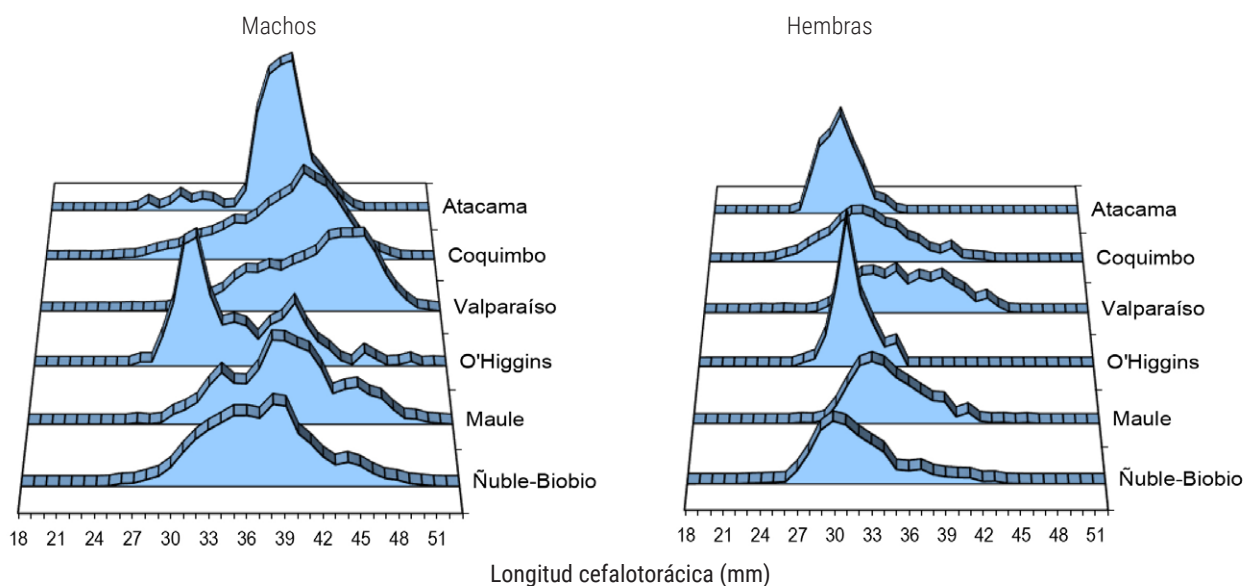 Machos
Hembras
Atacama
Coquimbo
Valparaíso
O'Higgins
Maule
Ñuble-Biobio
18 21 24 27 30 33 36 39 42 45 48 51
Atacama
Coquimbo
Valparaíso
O'Higgins
Maule
Ñuble-Biobio
18 21 24 27 30 33 36 39 42 45 48 51
Longitud cefalotorácica (mm)